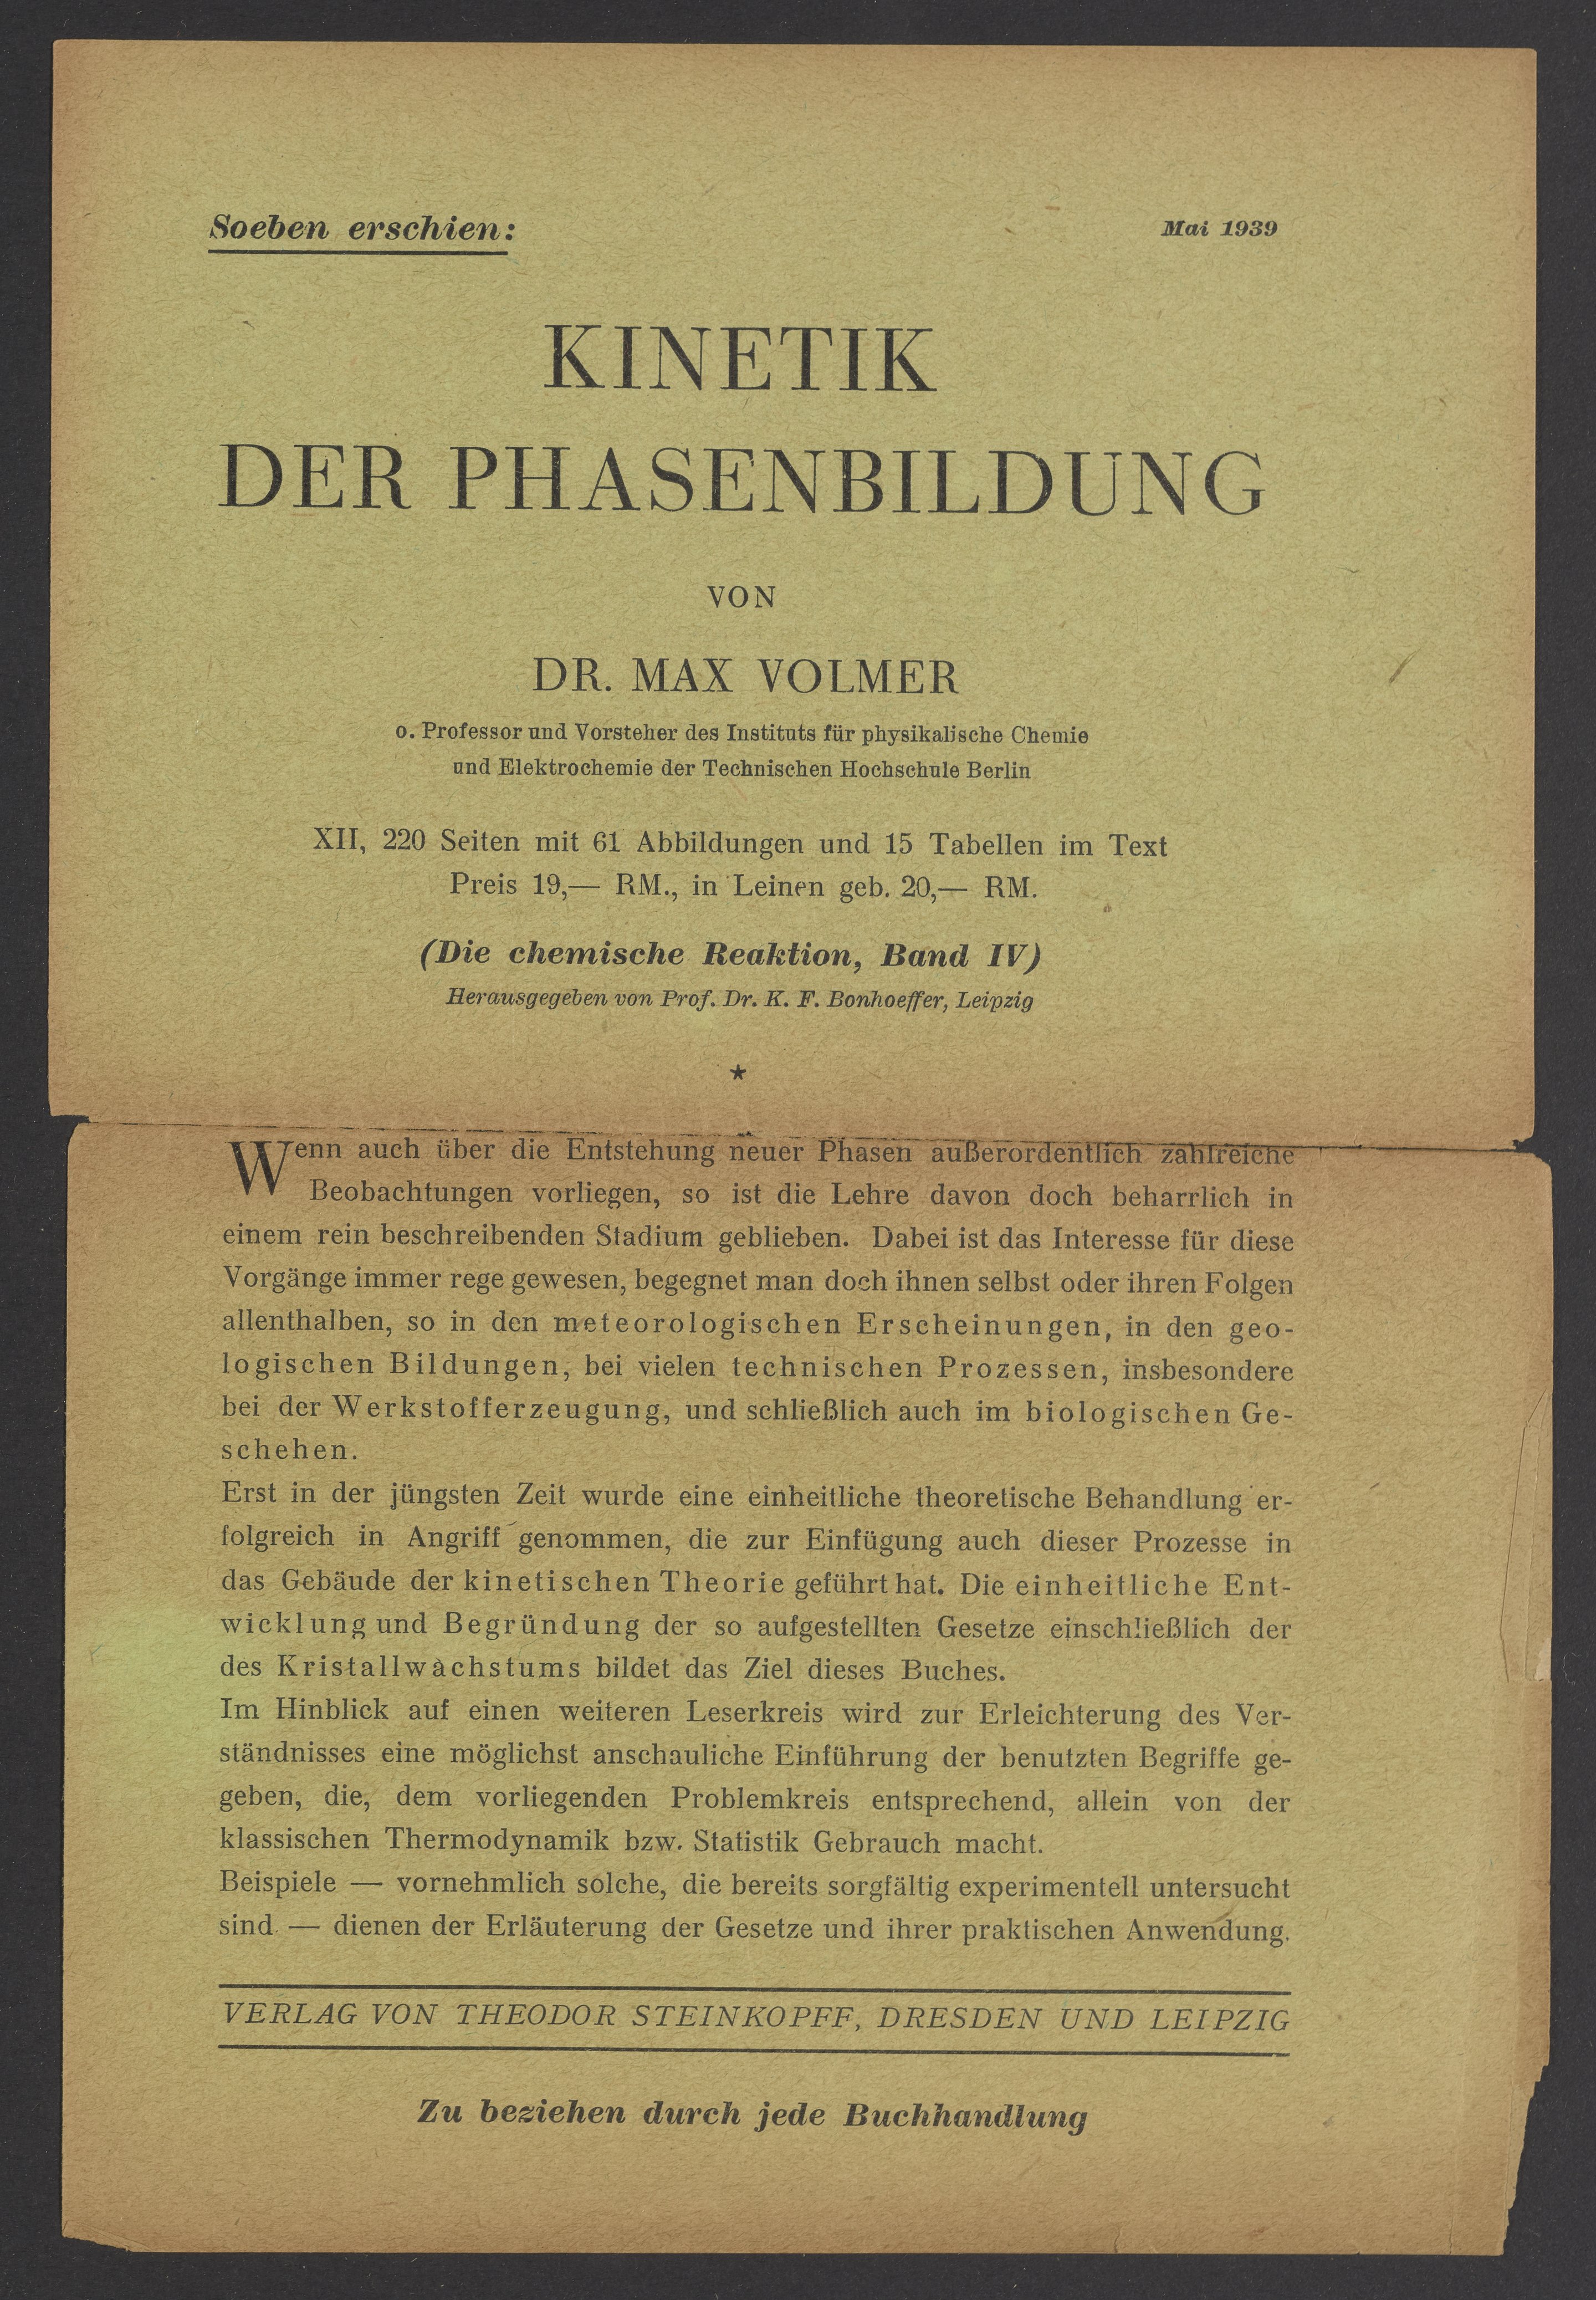 Soeben erschien:
Mai 1939
KINETIK
DER PHASENBILDUNG
VON
DR. MAX VOLMER
o. Professor und Vorsteher des Instituts für physikalische Chemie
und Elektrochemie der Technischen Hochschule Berlin
XII, 220 Seiten mit 61 Abbildungen und 15 Tabellen im Text
Preis 19,— RM., in Leinen geb. 20,— RM.
(Die chemische Reaktion, Band IV)
Herausgegeben von Prof. Dr. K. F. Bonhoeffer, Leipzig
*
Wenn auch über die Entstehung neuer Phasen außerordentlich zahlreiche
Beobachtungen vorliegen, so ist die Lehre davon doch beharrlich in
einem rein beschreibenden Stadium geblieben. Dabei ist das Interesse für diese
Vorgänge immer rege gewesen, begegnet man doch ihnen selbst oder ihren Folgen
allenthalben, so in den meteorologischen Erscheinungen, in den geo-
logischen Bildungen, bei vielen technischen Prozessen, insbesondere
bei der Werkstofferzeugung, und schließlich auch im biologischen Ge-
schehen.
Erst in der jüngsten Zeit wurde eine einheitliche theoretische Behandlung er-
folgreich in Angriff genommen, die zur Einfügung auch dieser Prozesse in
das Gebäude der kinetischen Theorie geführt hat. Die einheitliche Ent-
wicklung und Begründung der so aufgestellten Gesetze einschließlich der
des Kristallwachstums bildet das Ziel dieses Buches.
Im Hinblick auf einen weiteren Leserkreis wird zur Erleichterung des Ver-
ständnisses eine möglichst anschauliche Einführung der benutzten Begriffe ge-
geben, die, dem vorliegenden Problemkreis entsprechend, allein von der
klassischen Thermodynamik bzw. Statistik Gebrauch macht.
Beispiele — vornehmlich solche, die bereits sorgfältig experimentell untersucht
sind — dienen der Erläuterung der Gesetze und ihrer praktischen Anwendung.
VERLAG VON THEODOR STEINKOPFF, DRESDEN UND LEIPZIG
Zu beziehen durch jede Buchhandlung